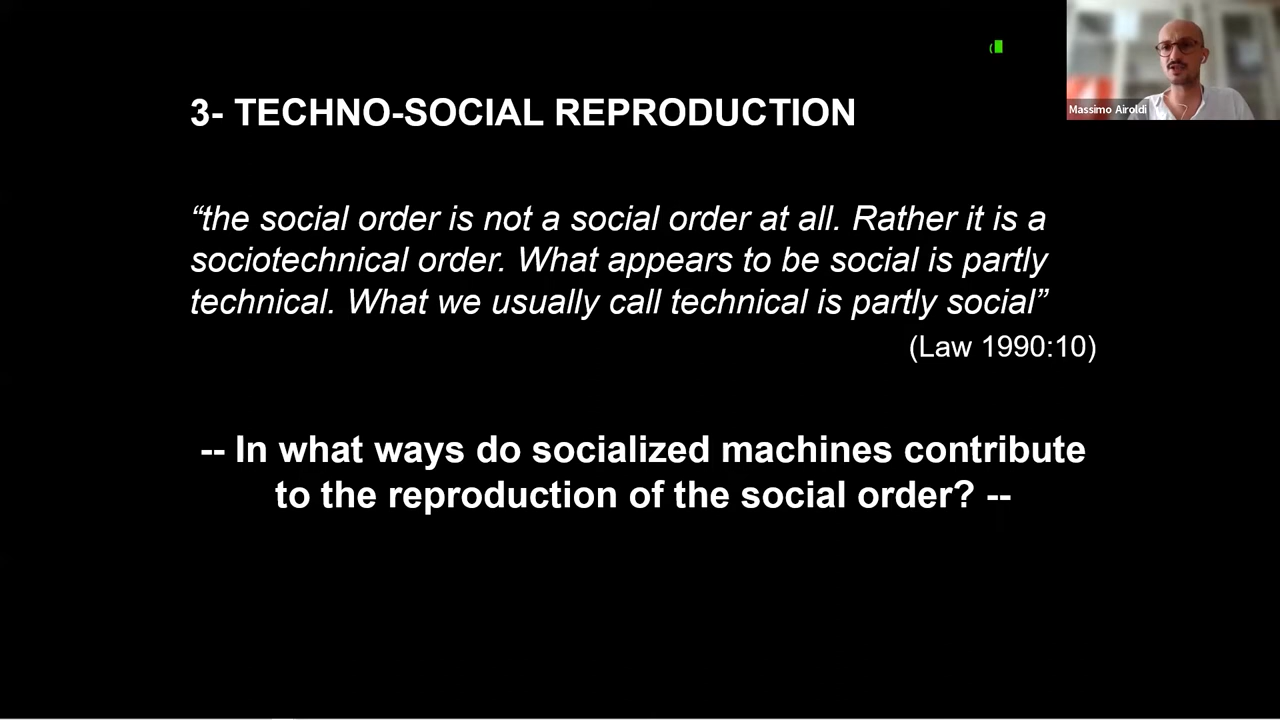 3- TECHNO-SOCIAL REPRODUCTION
Massimo Airoldi
“the social order is not a social order at all. Rather it is a
sociotechnical order. What appears to be social is partly
technical. What we usually call technical is partly social”
(Law 1990:10)
-- In what ways do socialized machines contribute
to the reproduction of the social order? --